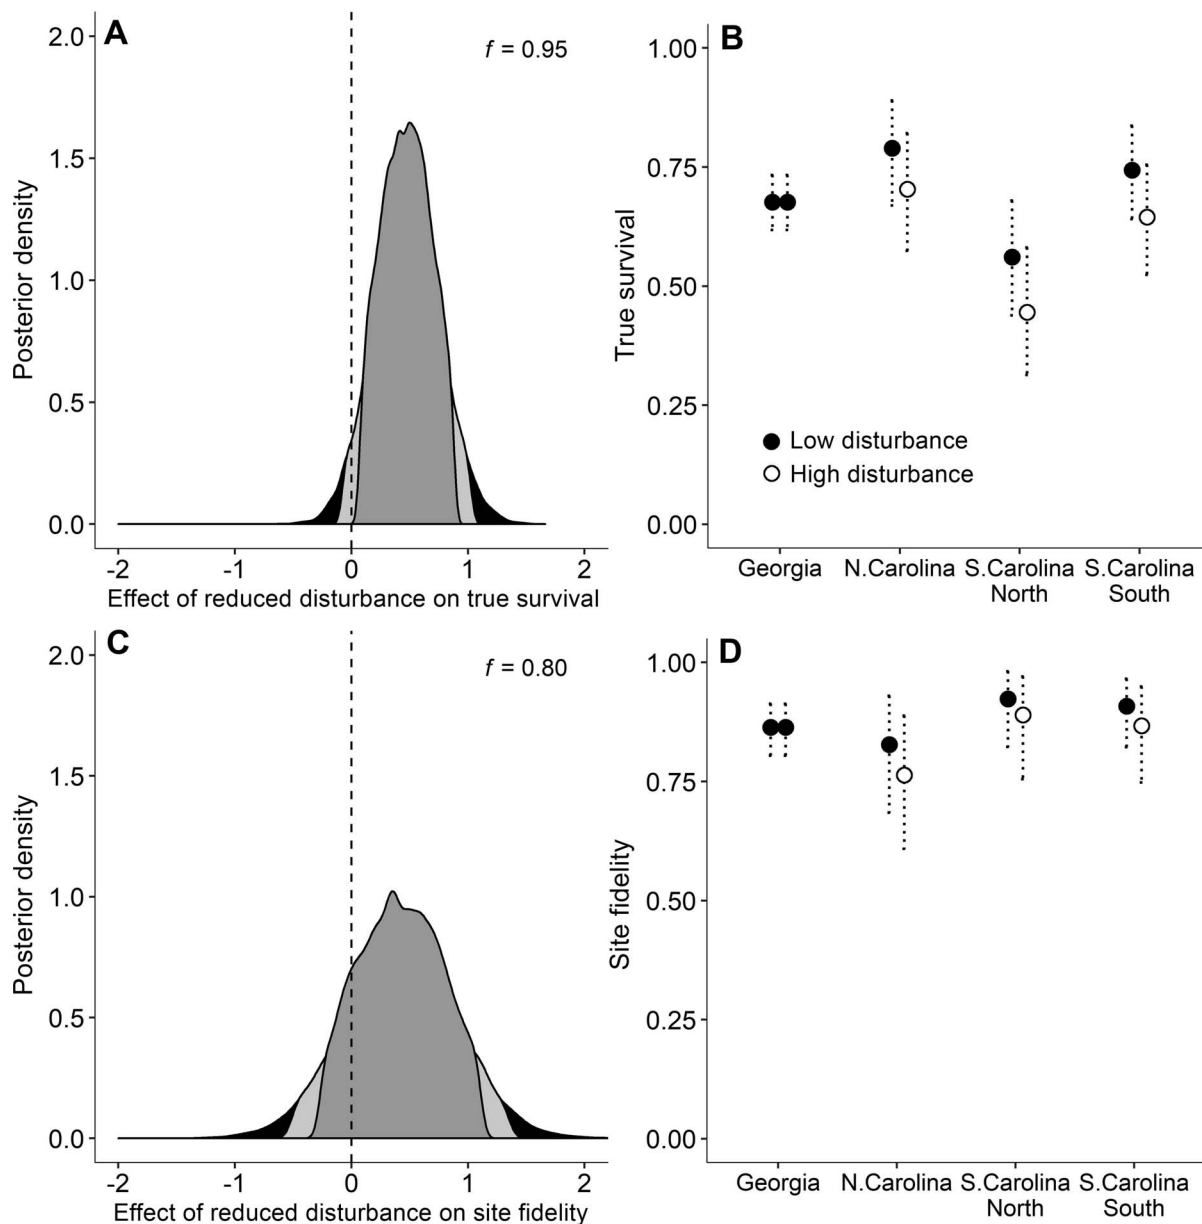 A
f = 0.95
2.0
1.5
1.0
0.5
0.0
Posterior density
-2 -1 0 1 2
Effect of reduced disturbance on true survival
B
1.00
0.75
0.50
0.25
0.00
True survival
Low disturbance
High disturbance
Georgia N.Carolina S.Carolina S.Carolina
North South
C
f = 0.80
2.0
1.5
1.0
0.5
0.0
Posterior density
-2 -1 0 1 2
Effect of reduced disturbance on site fidelity
D
1.00
0.75
0.50
0.25
0.00
Site fidelity
Georgia N.Carolina S.Carolina S.Carolina
North South